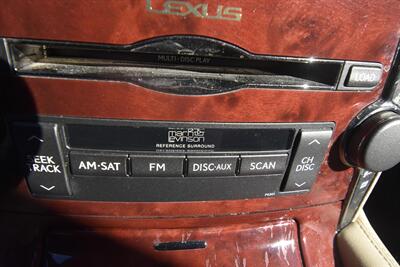 LEXUS
MULTI-DISC PLAY
LOAD
Mark
Levinson
REFERENCE SURROUND
SEEK
TRACK
AM·SAT
FM
DISC·AUX
SCAN
CH
DISC